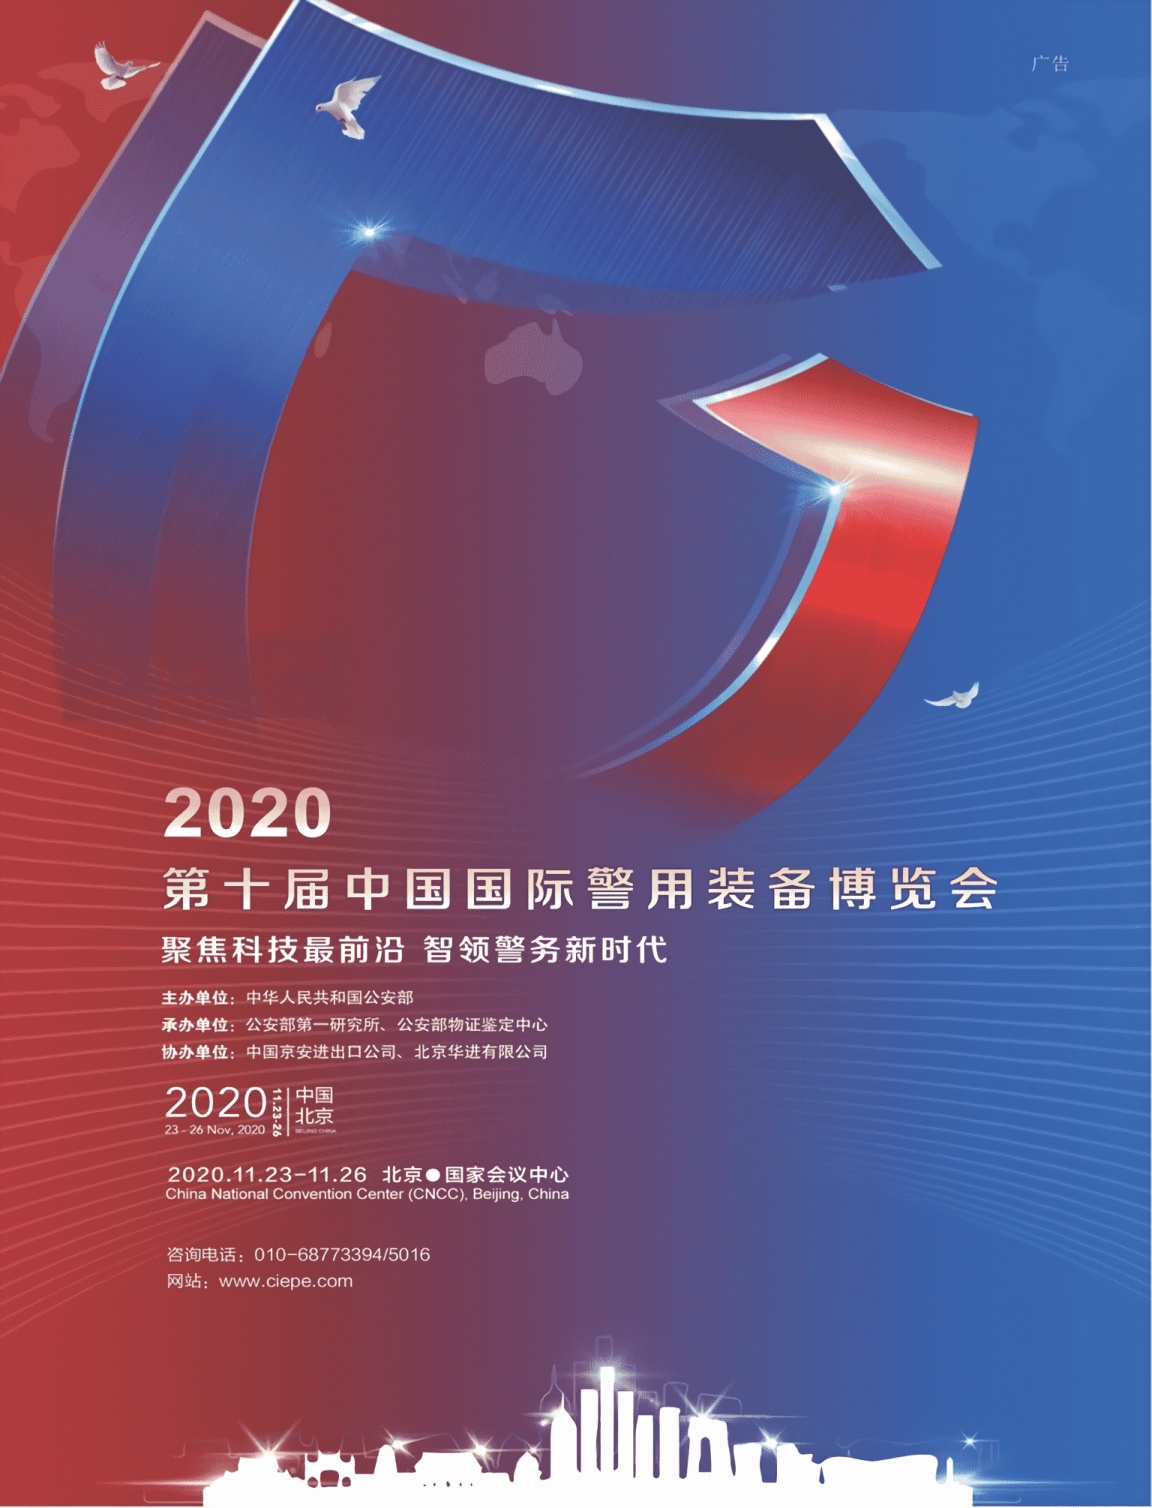 广告
2020
第十届中国国际警用装备博览会
聚焦科技最前沿 智领警务新时代
主办单位：中华人民共和国公安部
承办单位：公安部第一研究所、公安部物证鉴定中心
协办单位：中国京安进出口公司、北京华进有限公司
2020
23 - 26 Nov, 2020
11.23-26
中国
北京
BEIJING CHINA
2020.11.23-11.26 北京●国家会议中心
China National Convention Center (CNCC), Beijing, China
咨询电话：010-68773394/5016
网站：www.ciepe.com